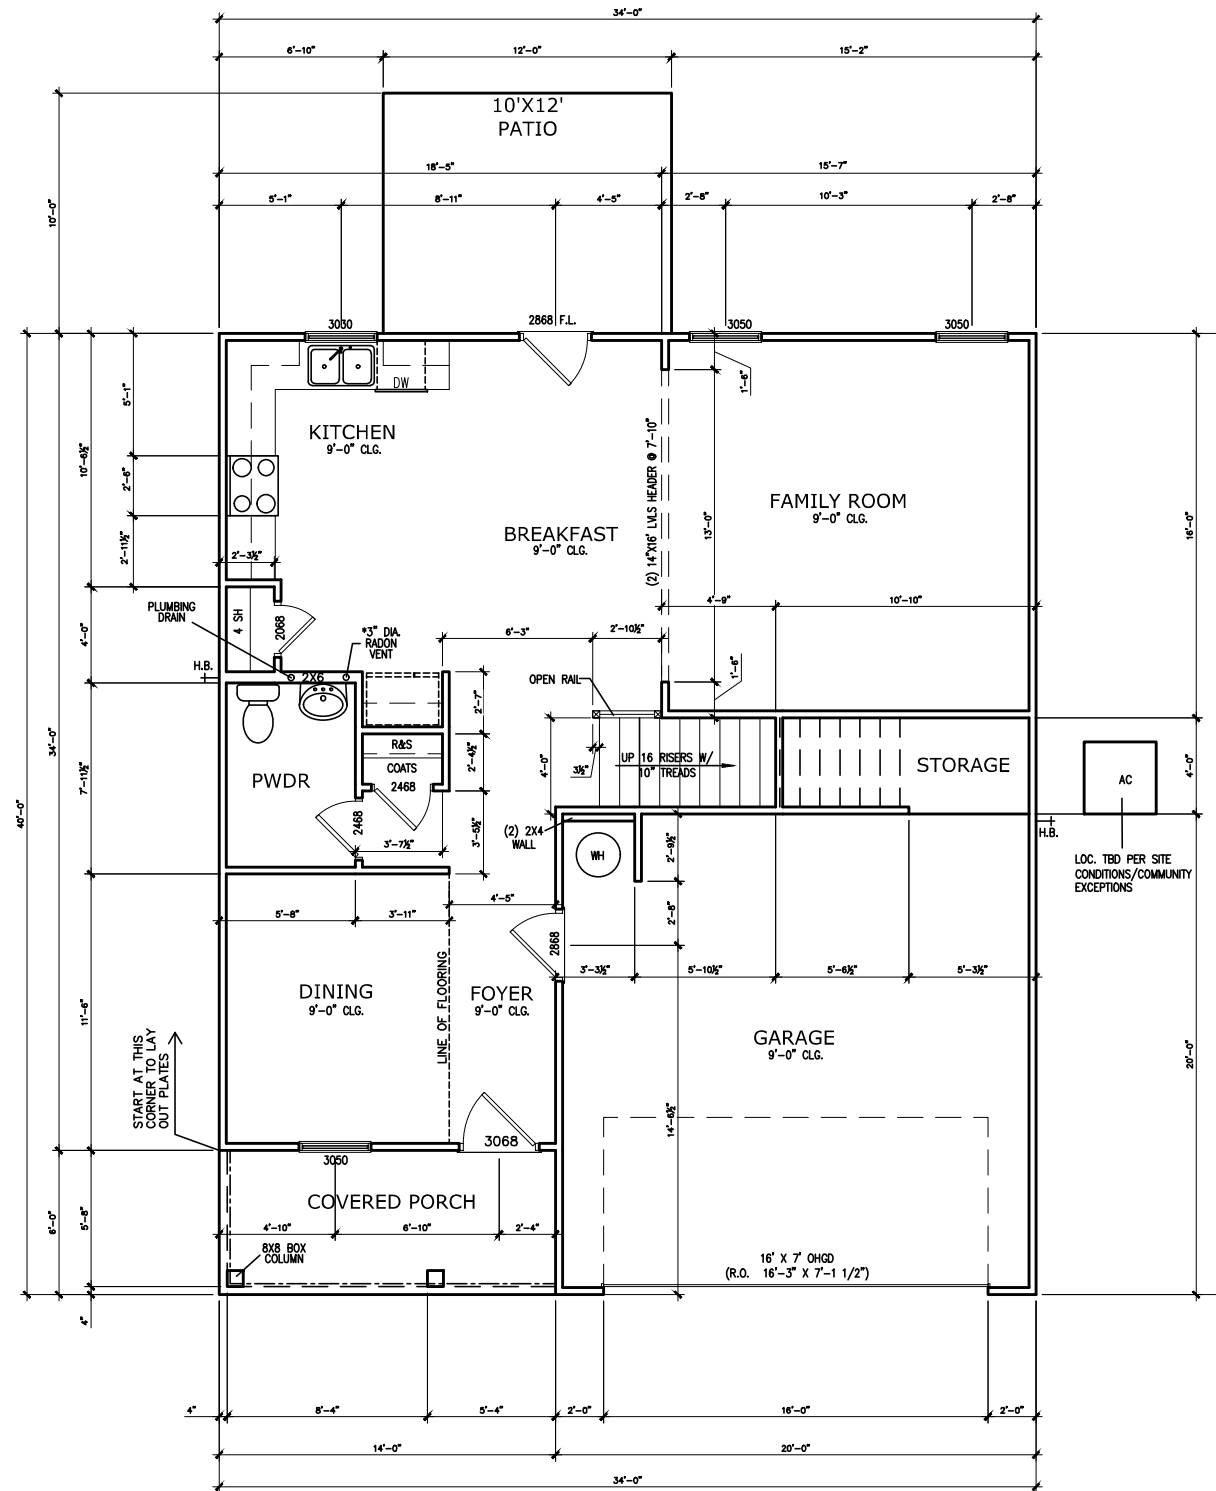 34'-0"
6'-10"
12'-0"
15'-2"
10'X12'
PATIO
18'-5"
15'-7"
5'-1"
8'-11"
4'-5"
2'-8"
10'-3"
2'-8"
10'-0"
3030
2868 F.L.
3050
3050
DW
1'-6"
5'-1"
KITCHEN
9'-0" CLG.
10'-6½"
2'-6"
(2) 14"X16' LVLS HEADER @ 7'-10"
13'-0"
FAMILY ROOM
9'-0" CLG.
16'-0"
BREAKFAST
9'-0" CLG.
2'-11½"
2'-3½"
4'-9"
10'-10"
PLUMBING
DRAIN
4 SH
2068
*3" DIA.
RADON
VENT
6'-3"
2'-10½"
4'-0"
H.B.
2X6
OPEN RAIL
1'-6"
2'-7"
34'-0"
40'-0"
7'-11½"
PWDR
R&S
COATS
2468
2'-4½"
4'-0"
3½"
UP 16 RISERS W/
10" TREADS
STORAGE
AC
4'-0"
2468
3'-7½"
3'-5½"
(2) 2X4
WALL
WH
2'-9½"
H.B.
LOC. TBD PER SITE
CONDITIONS/COMMUNITY
EXCEPTIONS
5'-8"
3'-11"
4'-5"
2'-8"
2868
3'-3½"
5'-10½"
5'-6½"
5'-3½"
DINING
9'-0" CLG.
LINE OF FLOORING
FOYER
9'-0" CLG.
11'-6"
GARAGE
9'-0" CLG.
20'-0"
START AT THIS
CORNER TO LAY
OUT PLATES
14'-6½"
3068
3050
COVERED PORCH
6'-0"
5'-8"
4'-10"
6'-10"
2'-4"
8X8 BOX
COLUMN
16' X 7' OHGD
(R.O. 16'-3" X 7'-1 1/2")
4"
4"
8'-4"
5'-4"
2'-0"
16'-0"
2'-0"
14'-0"
20'-0"
34'-0"